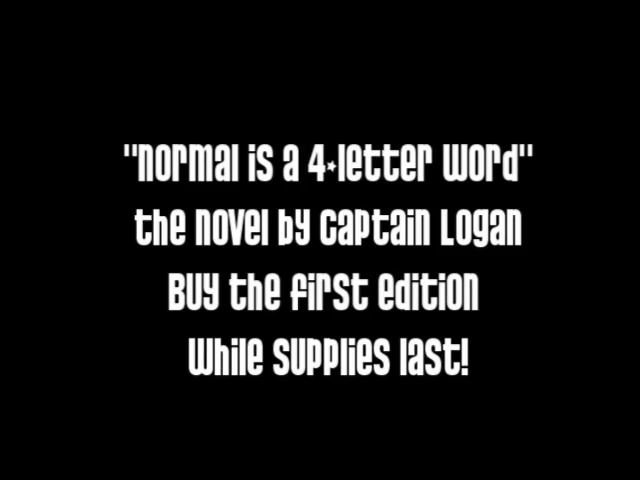 "Normal is a 4-letter word"
the novel by Captain Logan
Buy the first edition
while supplies last!